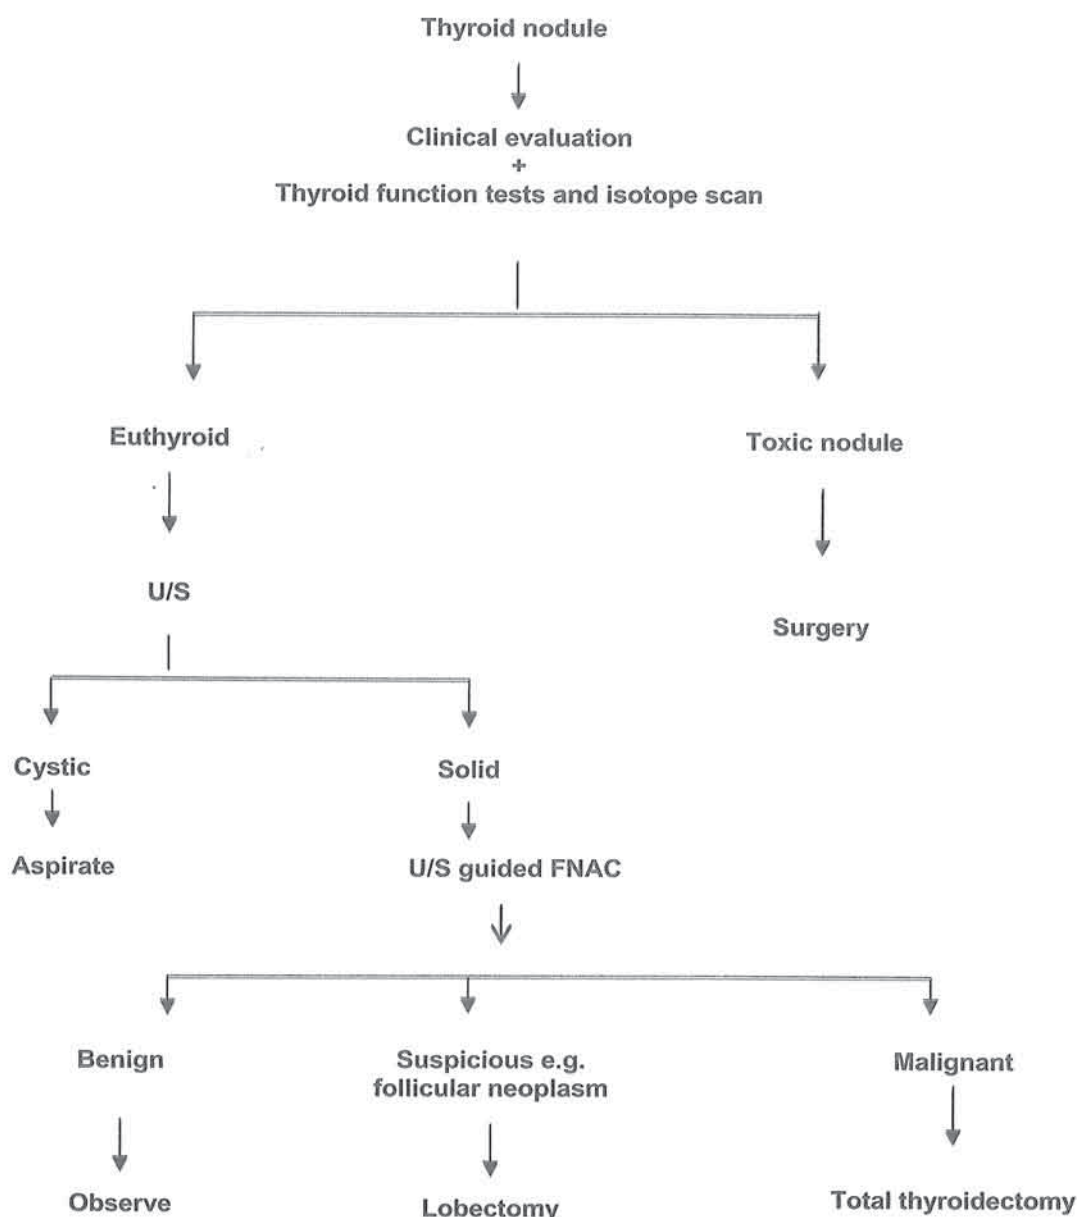 Thyroid nodule
Clinical evaluation
+
Thyroid function tests and isotope scan
Euthyroid
Toxic nodule
U/S
Surgery
Cystic
Solid
Aspirate
U/S guided FNAC
Benign
Suspicious e.g.
follicular neoplasm
Malignant
Observe
Lobectomy
Total thyroidectomy